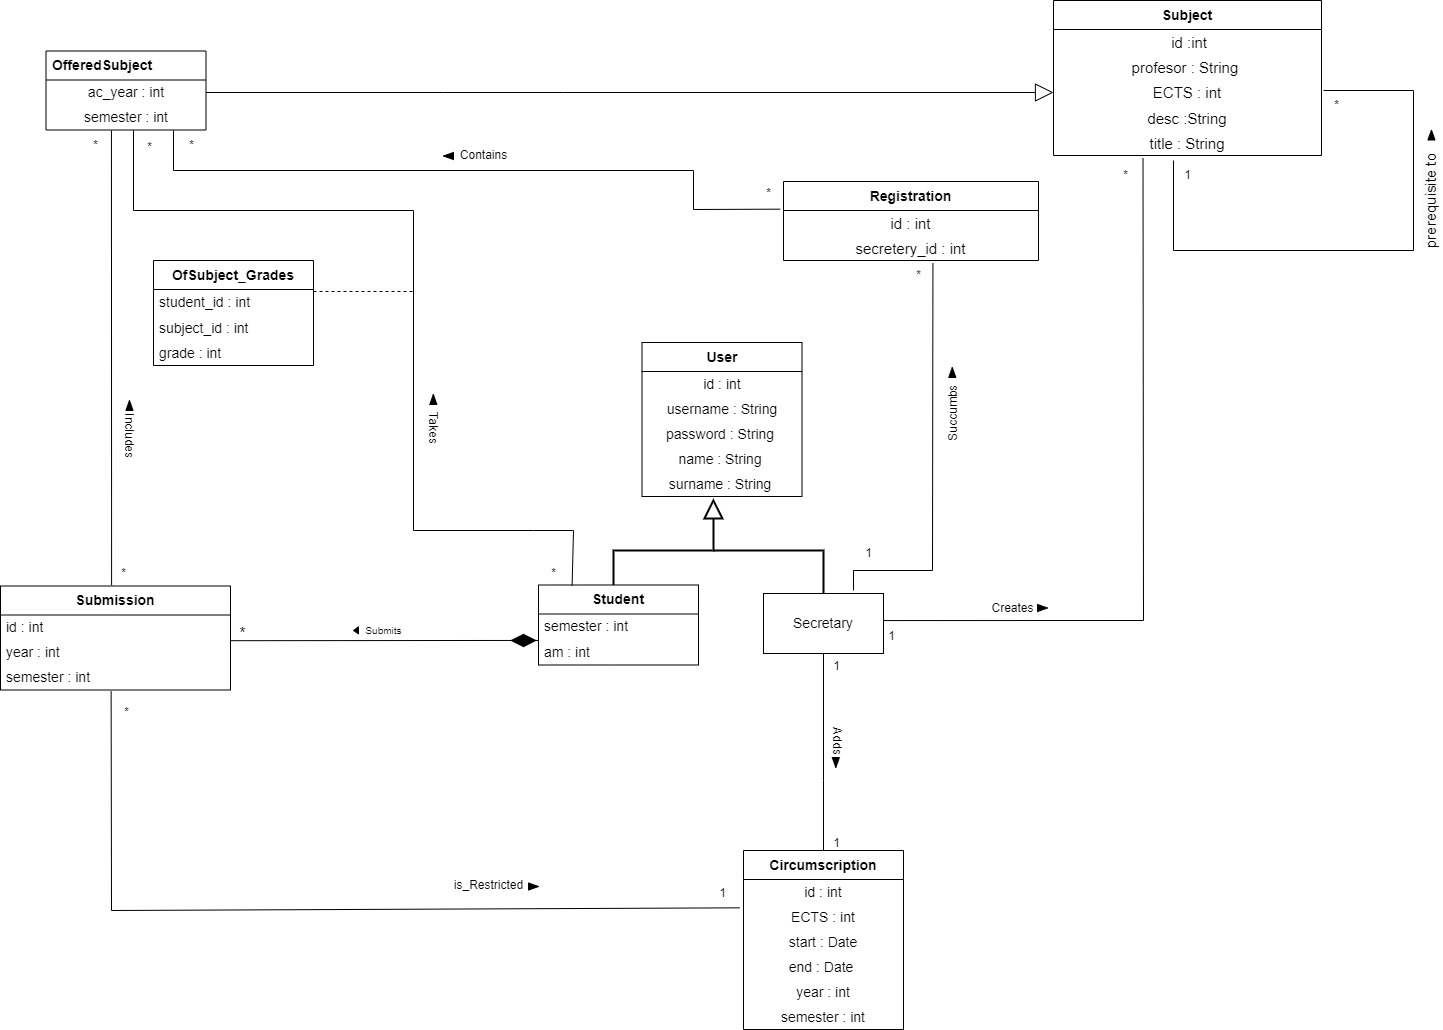 Subject
id :int
profesor : String
ECTS : int
desc :String
title : String
*
1
prerequisite to
*
OfferedSubject
ac_year : int
semester : int
*
*
*
Contains
*
Registration
id : int
secretery_id : int
*
OfSubject_Grades
student_id : int
subject_id : int
grade : int
User
id : int
username : String
password : String
name : String
surname : String
Includes
Takes
Succumbs
1
*
*
Submission
id : int
year : int
semester : int
*
Submits
Student
semester : int
am : int
Secretary
Creates
1
1
*
Adds
1
is_Restricted
1
Circumscription
id : int
ECTS : int
start : Date
end : Date
year : int
semester : int